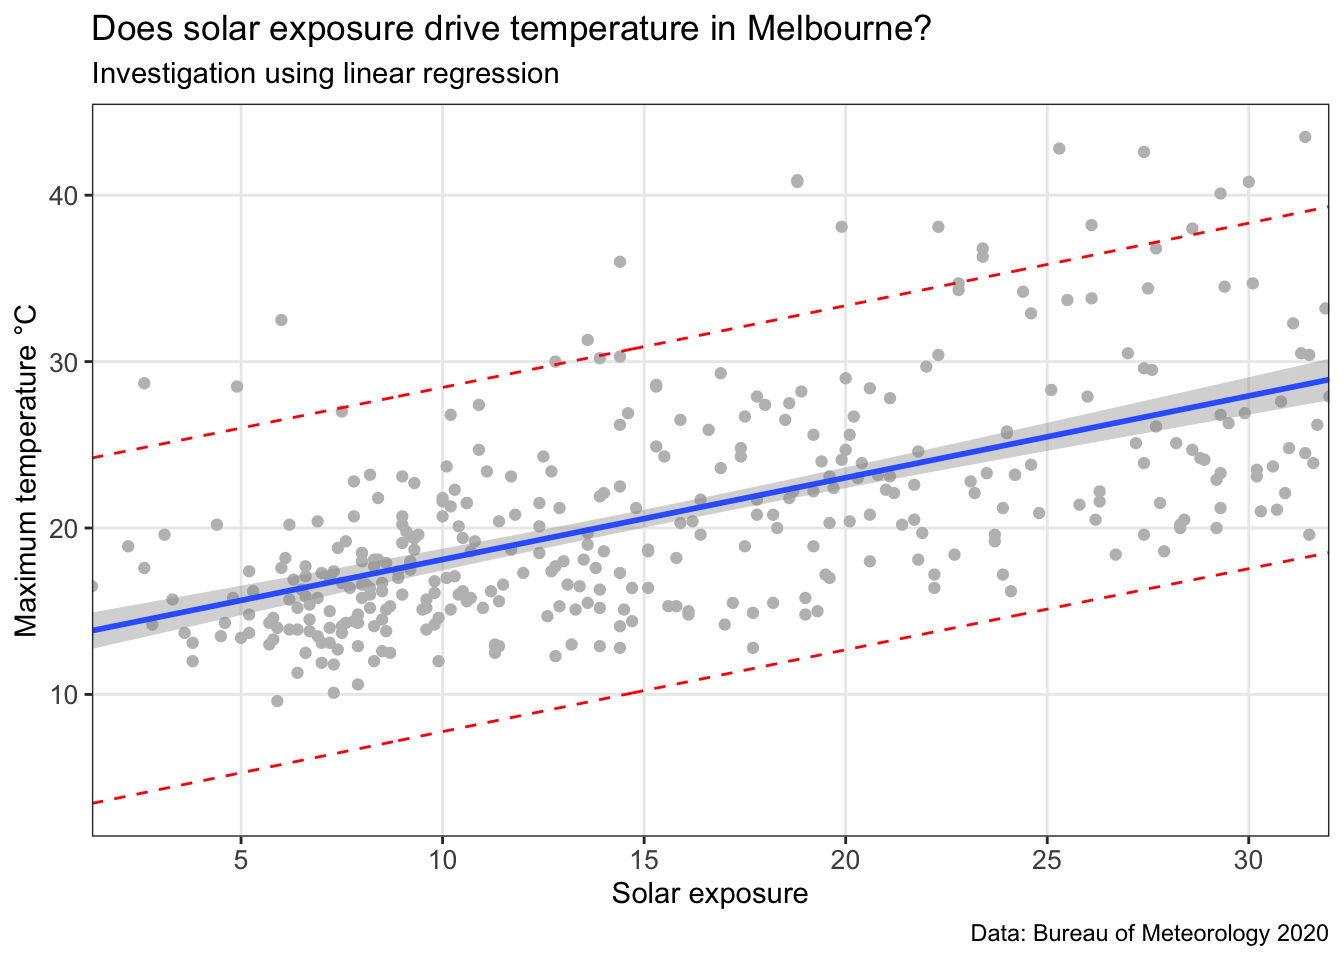 Does solar exposure drive temperature in Melbourne?
Investigation using linear regression
Maximum temperature °C
40
30
20
10
5 10 15 20 25 30
Solar exposure
Data: Bureau of Meteorology 2020